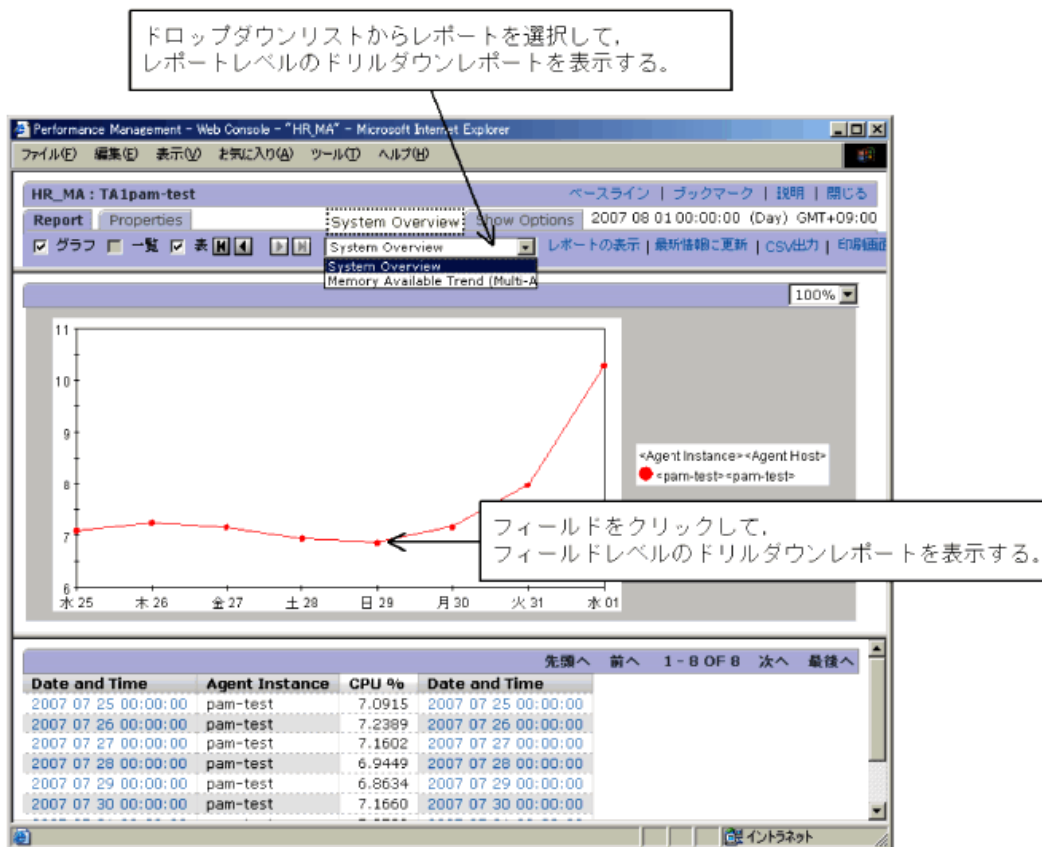 ドロップダウンリストからレポートを選択して,
レポートレベルのドリルダウンレポートを表示する。
Performance Management - Web Console - "HR_MA" - Microsoft Internet Explorer
ファイル(F) 編集(E) 表示(V) お気に入り(A) ツール(T) ヘルプ(H)
HR_MA : TA1pam-test
ベースライン | ブックマーク | 説明 | 閉じる
Report Properties System Overview Show Options 2007 08 01 00:00:00 (Day) GMT+09:00
グラフ 一覧 表 System Overview レポートの表示 | 最新情報に更新 | CSV出力 | 印刷画面
System Overview
Memory Available Trend (Multi-A
100%
11
10
9
8
7
6
<Agent Instance><Agent Host>
<pam-test><pam-test>
フィールドをクリックして,
フィールドレベルのドリルダウンレポートを表示する。
水 25 木 26 金 27 土 28 日 29 月 30 火 31 水 01
先頭へ 前へ 1 - 8 OF 8 次へ 最後へ
Date and Time Agent Instance CPU % Date and Time
2007 07 25 00:00:00 pam-test 7.0915 2007 07 25 00:00:00
2007 07 26 00:00:00 pam-test 7.2389 2007 07 26 00:00:00
2007 07 27 00:00:00 pam-test 7.1602 2007 07 27 00:00:00
2007 07 28 00:00:00 pam-test 6.9449 2007 07 28 00:00:00
2007 07 29 00:00:00 pam-test 6.8634 2007 07 29 00:00:00
2007 07 30 00:00:00 pam-test 7.1660 2007 07 30 00:00:00
イントラネット